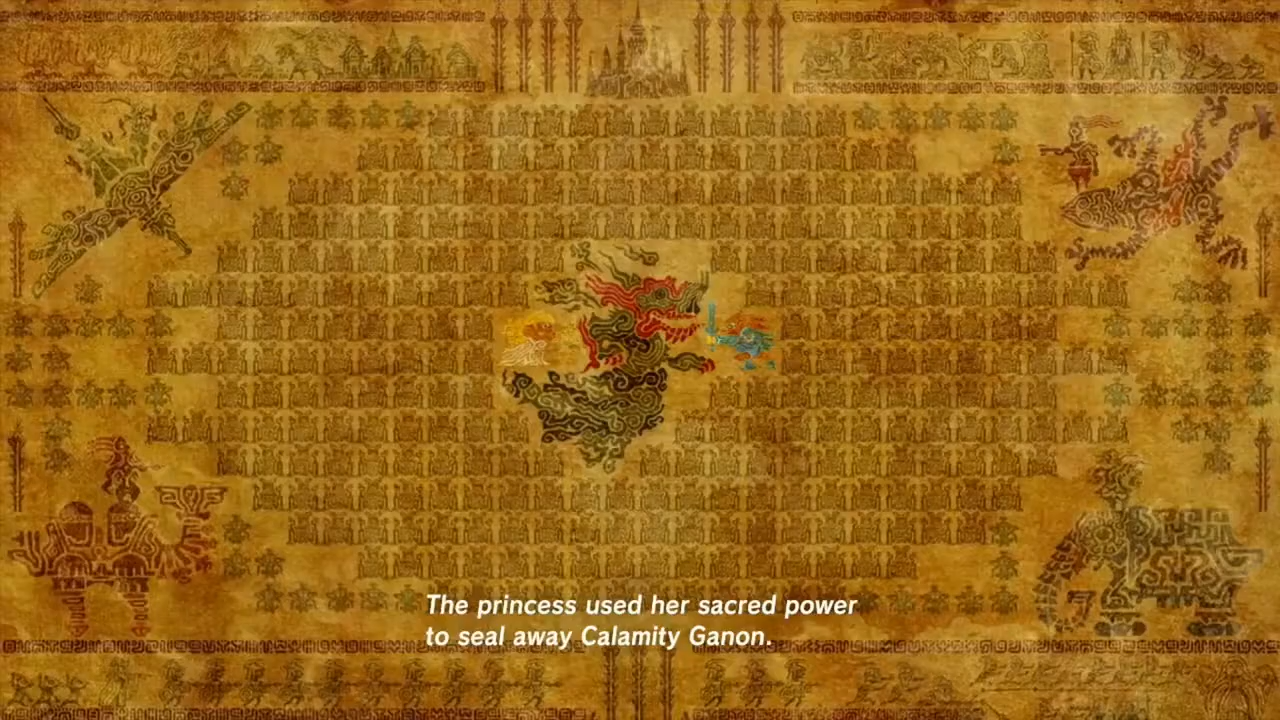 The princess used her sacred power
to seal away Calamity Ganon.